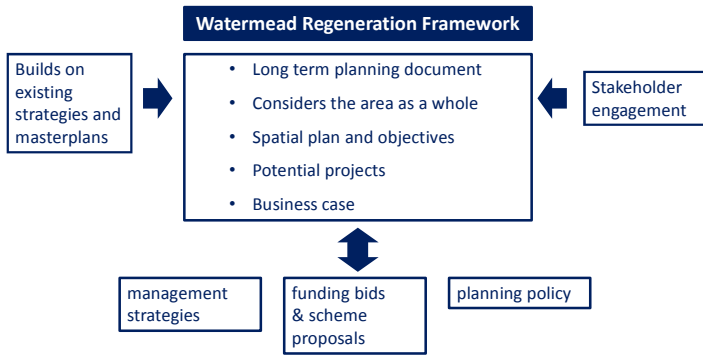 Watermead Regeneration Framework
Builds on
existing
strategies and
masterplans
• Long term planning document
• Considers the area as a whole
• Spatial plan and objectives
• Potential projects
• Business case
Stakeholder
engagement
management
strategies
funding bids
& scheme
proposals
planning policy